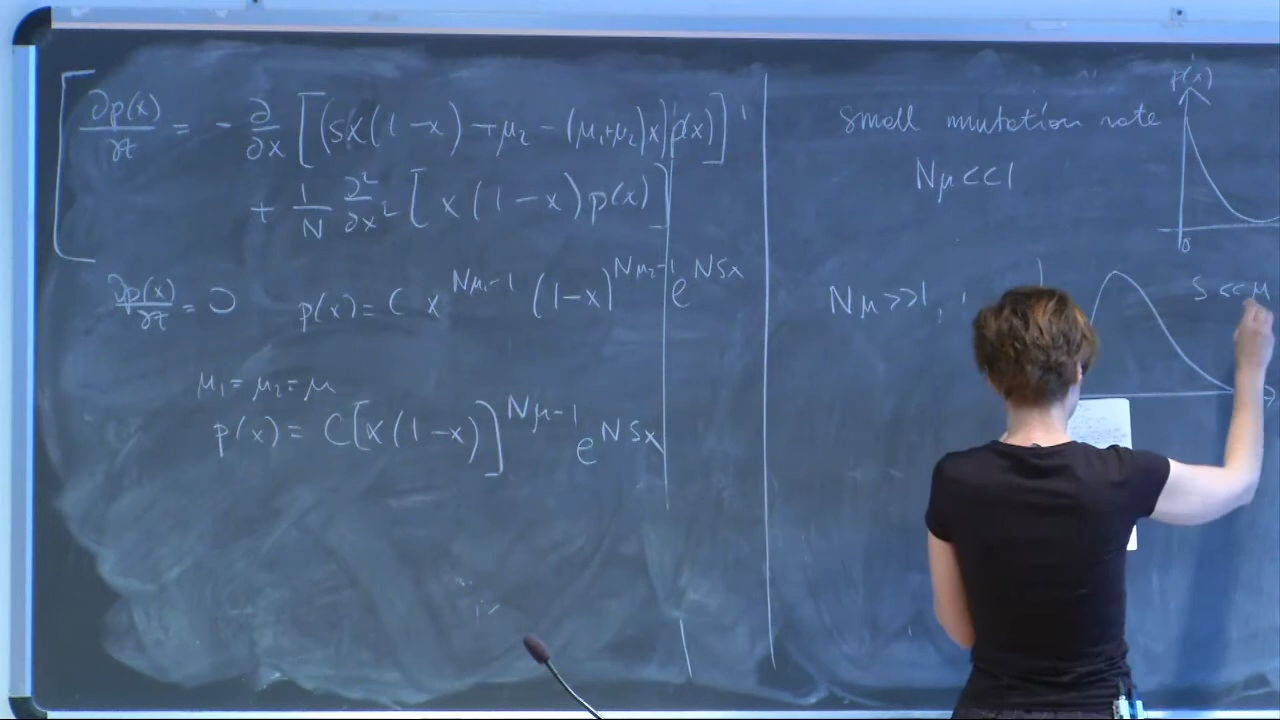 ∂p(x)/∂t = - ∂/∂x [(sx(1-x) + μ₂ - (μ₁+μ₂)x) p(x)]
+ 1/N ∂²/∂x² [x(1-x)p(x)]
∂p(x)/∂t = 0 p(x) = C x^{Nμ₁-1} (1-x)^{Nμ₂-1} e^{Nsx}
μ₁ = μ₂ = μ
p(x) = C[x(1-x)]^{Nμ-1} e^{Nsx}
small mutation rate
Nμ<<1
p(x)
0
Nμ>>1,
s<<μ